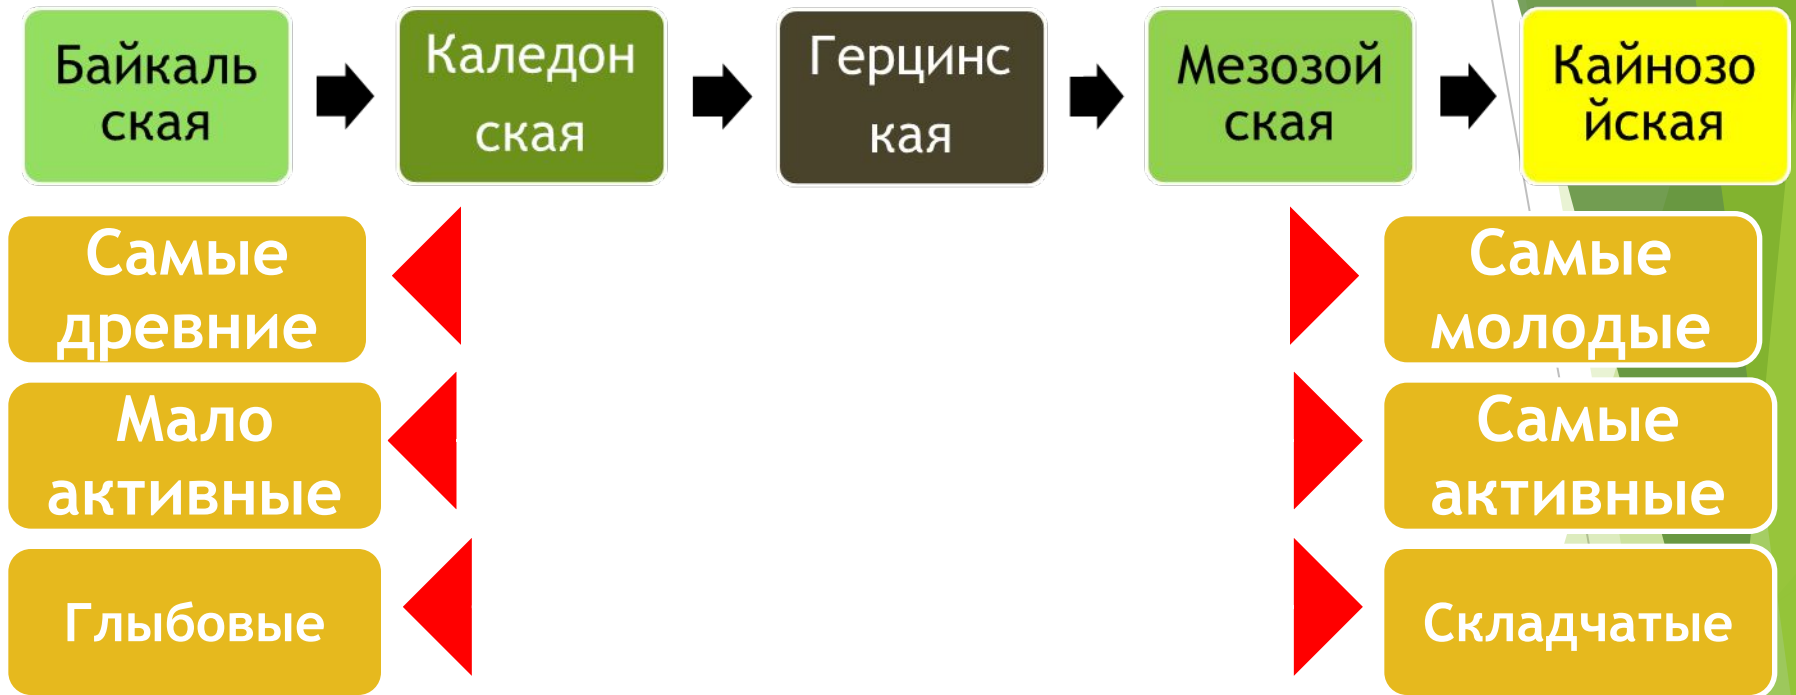 Байкаль
ская
Каледон
ская
Герцинс
кая
Мезозой
ская
Кайнозо
йская
Самые
древние
Самые
молодые
Мало
активные
Самые
активные
Глыбовые
Складчатые